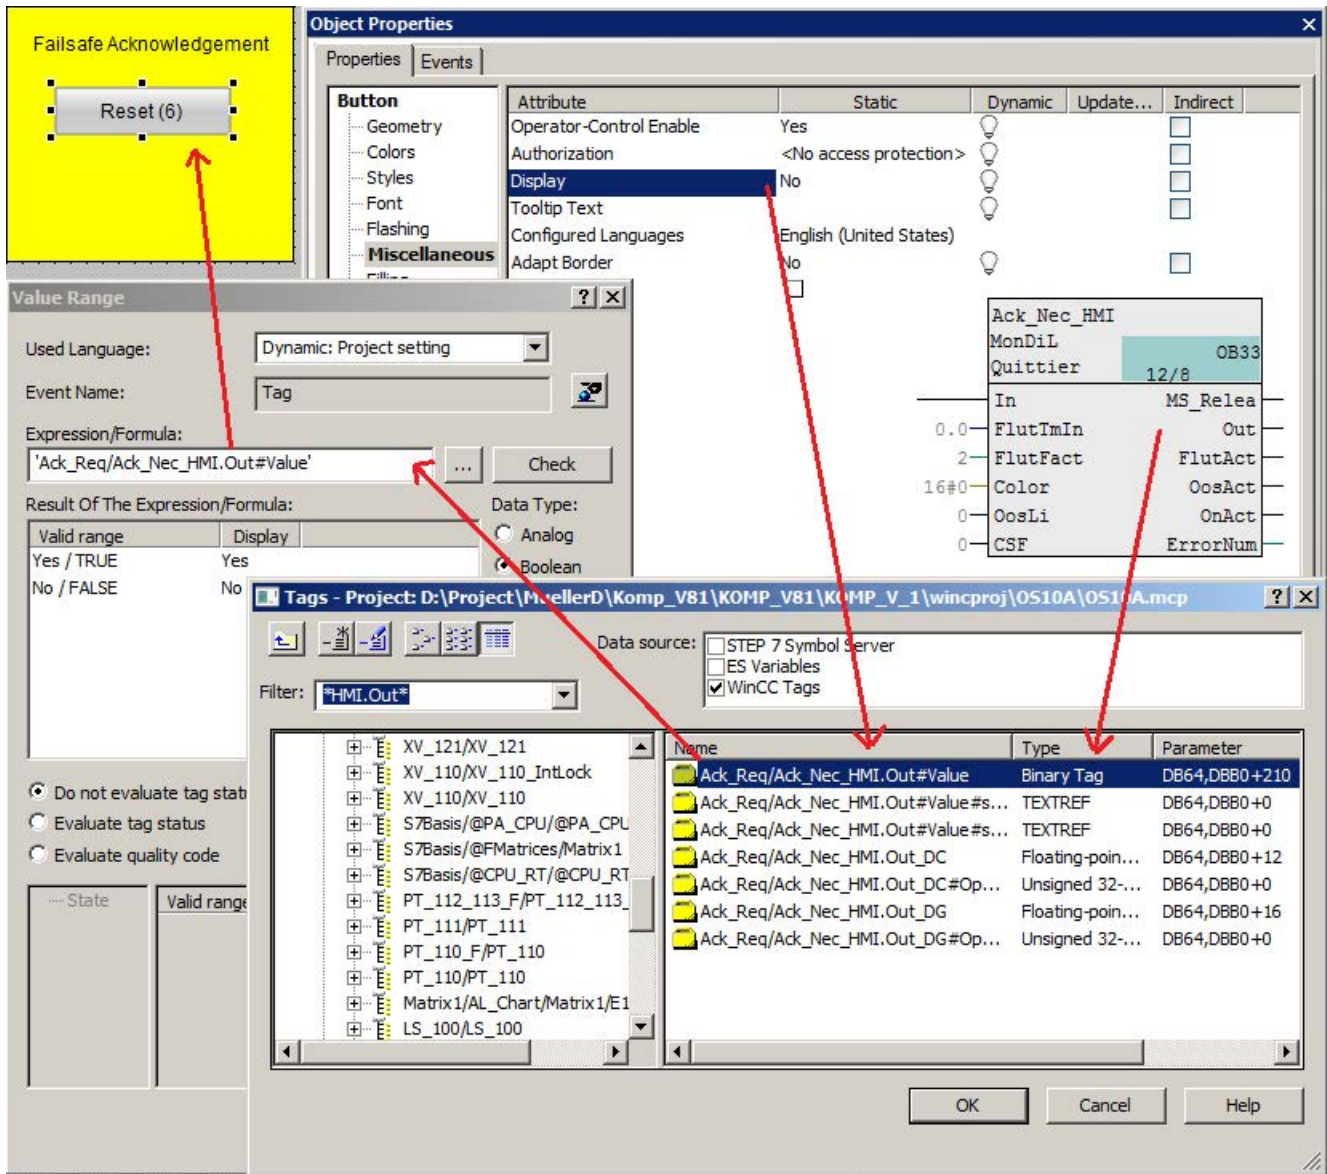 Failsafe Acknowledgement
Reset (6)
Object Properties
Properties
Events
Button
Geometry
Colors
Styles
Font
Flashing
Miscellaneous
Attribute Static Dynamic Update... Indirect
Operator-Control Enable Yes
Authorization <No access protection>
Display No
Tooltip Text
Configured Languages English (United States)
Adapt Border No
Value Range
Used Language: Dynamic: Project setting
Event Name: Tag
Expression/Formula:
'Ack_Req/Ack_Nec_HMI.Out#Value' ... Check
Result Of The Expression/Formula:
Valid range Display
Yes / TRUE Yes
No / FALSE No
Data Type:
Analog
Boolean
Ack_Nec_HMI
MonDiL OB33
Quittier 12/8
In MS_Relea
0.0 FlutTmIn Out
2 FlutFact FlutAct
16#0 Color OosAct
0 OosLi OnAct
0 CSF ErrorNum
Tags - Project: D:\Project\MuellerD\Komp_V81\KOMP_V81\KOMP_V_1\wincproj\OS10A\OS10A.mcp
Data source: STEP 7 Symbol Server
ES Variables
WinCC Tags
Filter: *HMI.Out*
XV_121/XV_121
XV_110/XV_110_IntLock
XV_110/XV_110
S7Basis/@PA_CPU/@PA_CPU
S7Basis/@FMatrices/Matrix1
S7Basis/@CPU_RT/@CPU_RT
PT_112_113_F/PT_112_113_
PT_111/PT_111
PT_110_F/PT_110
PT_110/PT_110
Matrix1/AL_Chart/Matrix1/E1
LS_100/LS_100
Name Type Parameter
Ack_Req/Ack_Nec_HMI.Out#Value Binary Tag DB64,DBB0+210
Ack_Req/Ack_Nec_HMI.Out#Value#s... TEXTREF DB64,DBB0+0
Ack_Req/Ack_Nec_HMI.Out#Value#s... TEXTREF DB64,DBB0+0
Ack_Req/Ack_Nec_HMI.Out_DC Floating-poin... DB64,DBB0+12
Ack_Req/Ack_Nec_HMI.Out_DC#Op... Unsigned 32-... DB64,DBB0+0
Ack_Req/Ack_Nec_HMI.Out_DG Floating-poin... DB64,DBB0+16
Ack_Req/Ack_Nec_HMI.Out_DG#Op... Unsigned 32-... DB64,DBB0+0
Do not evaluate tag stat
Evaluate tag status
Evaluate quality code
State Valid range
OK Cancel Help